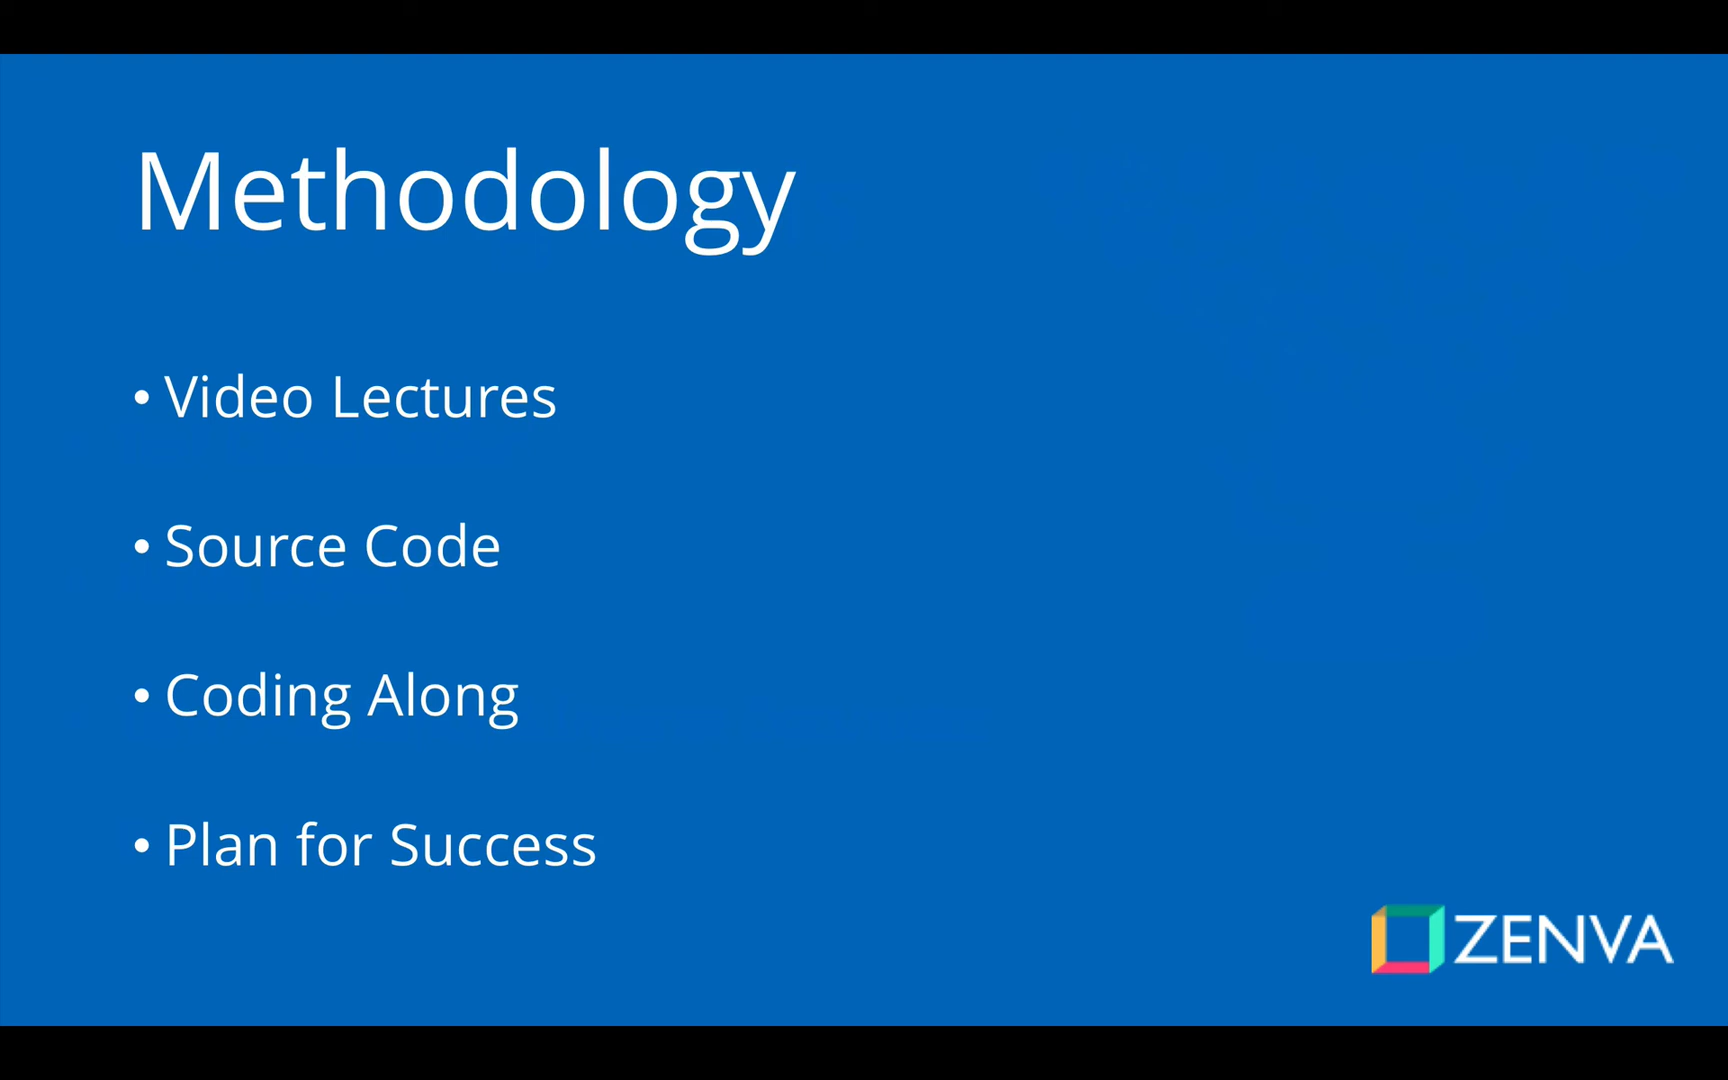 Methodology
• Video Lectures
• Source Code
• Coding Along
• Plan for Success
ZENVA